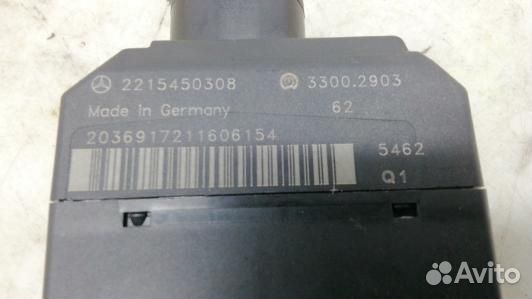 2215450308 3300.2903
Made in Germany 62
2036917211606154
5462
Q1
Avito